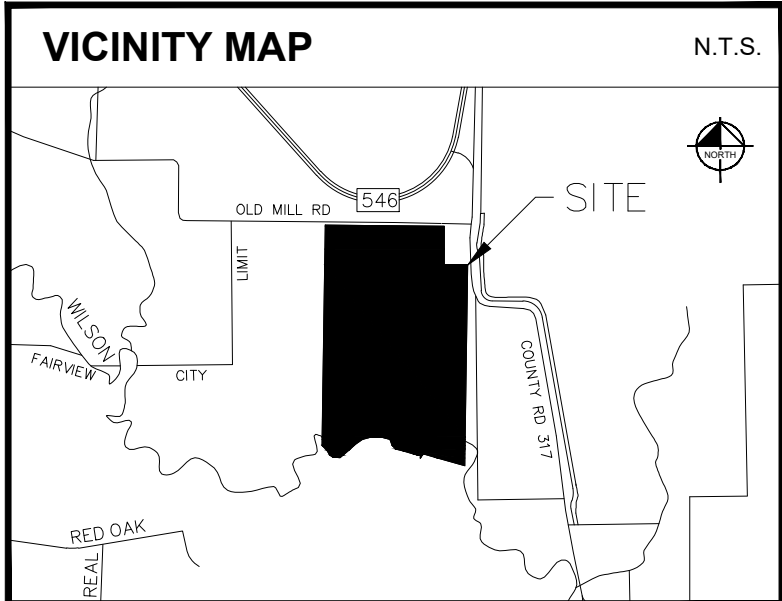 VICINITY MAP
N.T.S.
NORTH
546
OLD MILL RD
SITE
LIMIT
WILSON
FAIRVIEW
CITY
COUNTY RD 317
RED OAK
REAL